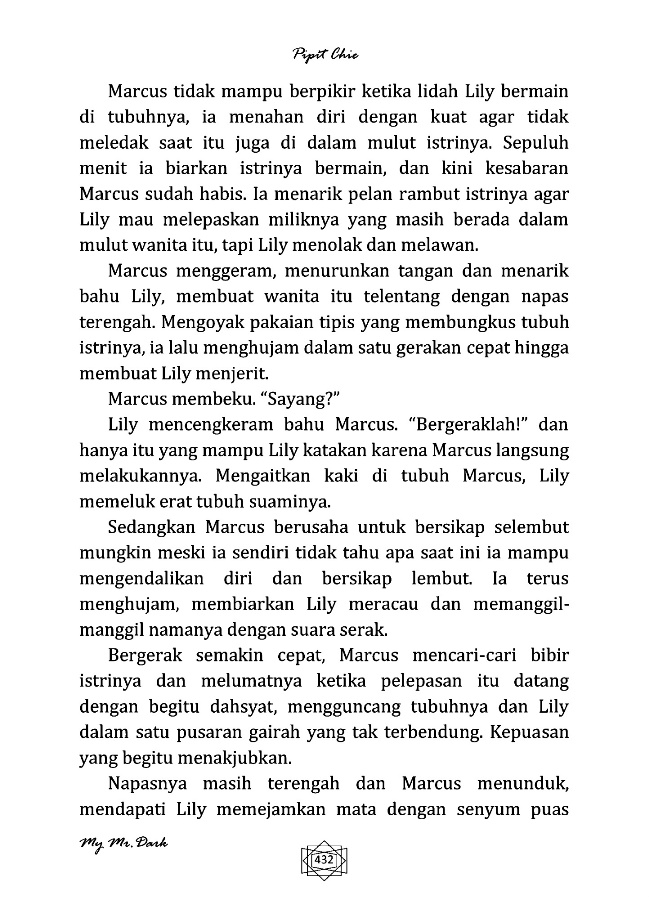 Pipit Chie
Marcus tidak mampu berpikir ketika lidah Lily bermain
di tubuhnya, ia menahan diri dengan kuat agar tidak
meledak saat itu juga di dalam mulut istrinya. Sepuluh
menit ia biarkan istrinya bermain, dan kini kesabaran
Marcus sudah habis. Ia menarik pelan rambut istrinya agar
Lily mau melepaskan miliknya yang masih berada dalam
mulut wanita itu, tapi Lily menolak dan melawan.
Marcus menggeram, menurunkan tangan dan menarik
bahu Lily, membuat wanita itu telentang dengan napas
terengah. Mengoyak pakaian tipis yang membungkus tubuh
istrinya, ia lalu menghujam dalam satu gerakan cepat hingga
membuat Lily menjerit.
Marcus membeku. “Sayang?”
Lily mencengkeram bahu Marcus. “Bergeraklah!” dan
hanya itu yang mampu Lily katakan karena Marcus langsung
melakukannya. Mengaitkan kaki di tubuh Marcus, Lily
memeluk erat tubuh suaminya.
Sedangkan Marcus berusaha untuk bersikap selembut
mungkin meski ia sendiri tidak tahu apa saat ini ia mampu
mengendalikan diri dan bersikap lembut. Ia terus
menghujam, membiarkan Lily meracau dan memanggil-
manggil namanya dengan suara serak.
Bergerak semakin cepat, Marcus mencari-cari bibir
istrinya dan melumatnya ketika pelepasan itu datang
dengan begitu dahsyat, mengguncang tubuhnya dan Lily
dalam satu pusaran gairah yang tak terbendung. Kepuasan
yang begitu menakjubkan.
Napasnya masih terengah dan Marcus menunduk,
mendapati Lily memejamkan mata dengan senyum puas
My Mr. Dark
432